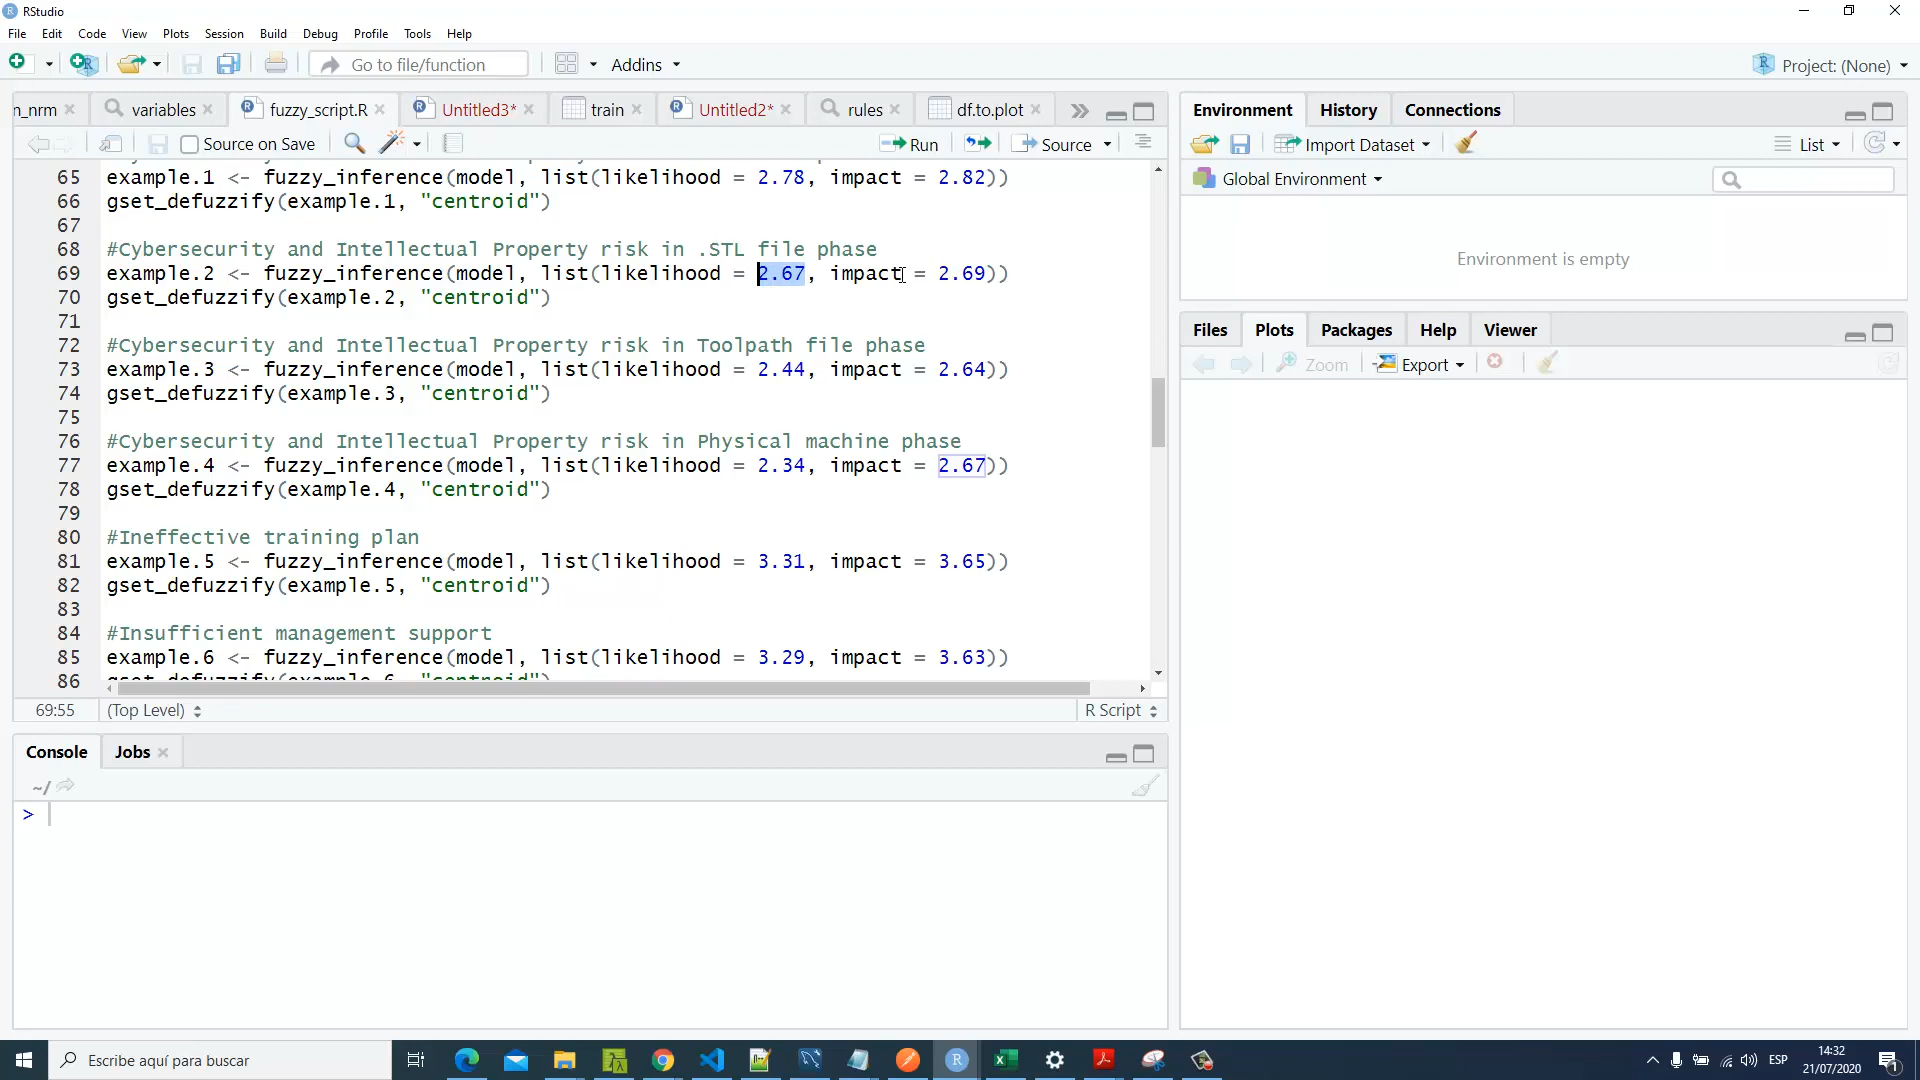 RStudio
File Edit Code View Plots Session Build Debug Profile Tools Help
Go to file/function Addins Project: (None)
n_nrm variables fuzzy_script.R Untitled3* train Untitled2* rules df.to.plot
Source on Save Run Source
65 example.1 <- fuzzy_inference(model, list(likelihood = 2.78, impact = 2.82))
66 gset_defuzzify(example.1, "centroid")
67
68 #Cybersecurity and Intellectual Property risk in .STL file phase
69 example.2 <- fuzzy_inference(model, list(likelihood = 2.67, impact = 2.69))
70 gset_defuzzify(example.2, "centroid")
71
72 #Cybersecurity and Intellectual Property risk in Toolpath file phase
73 example.3 <- fuzzy_inference(model, list(likelihood = 2.44, impact = 2.64))
74 gset_defuzzify(example.3, "centroid")
75
76 #Cybersecurity and Intellectual Property risk in Physical machine phase
77 example.4 <- fuzzy_inference(model, list(likelihood = 2.34, impact = 2.67))
78 gset_defuzzify(example.4, "centroid")
79
80 #Ineffective training plan
81 example.5 <- fuzzy_inference(model, list(likelihood = 3.31, impact = 3.65))
82 gset_defuzzify(example.5, "centroid")
83
84 #Insufficient management support
85 example.6 <- fuzzy_inference(model, list(likelihood = 3.29, impact = 3.63))
86 gset_defuzzify(example.6, "centroid")
69:55 (Top Level) R Script
Console Jobs
~/
>
Environment History Connections
Import Dataset List
Global Environment
Environment is empty
Files Plots Packages Help Viewer
Zoom Export
Escribe aquí para buscar
ESP
14:32
21/07/2020
1